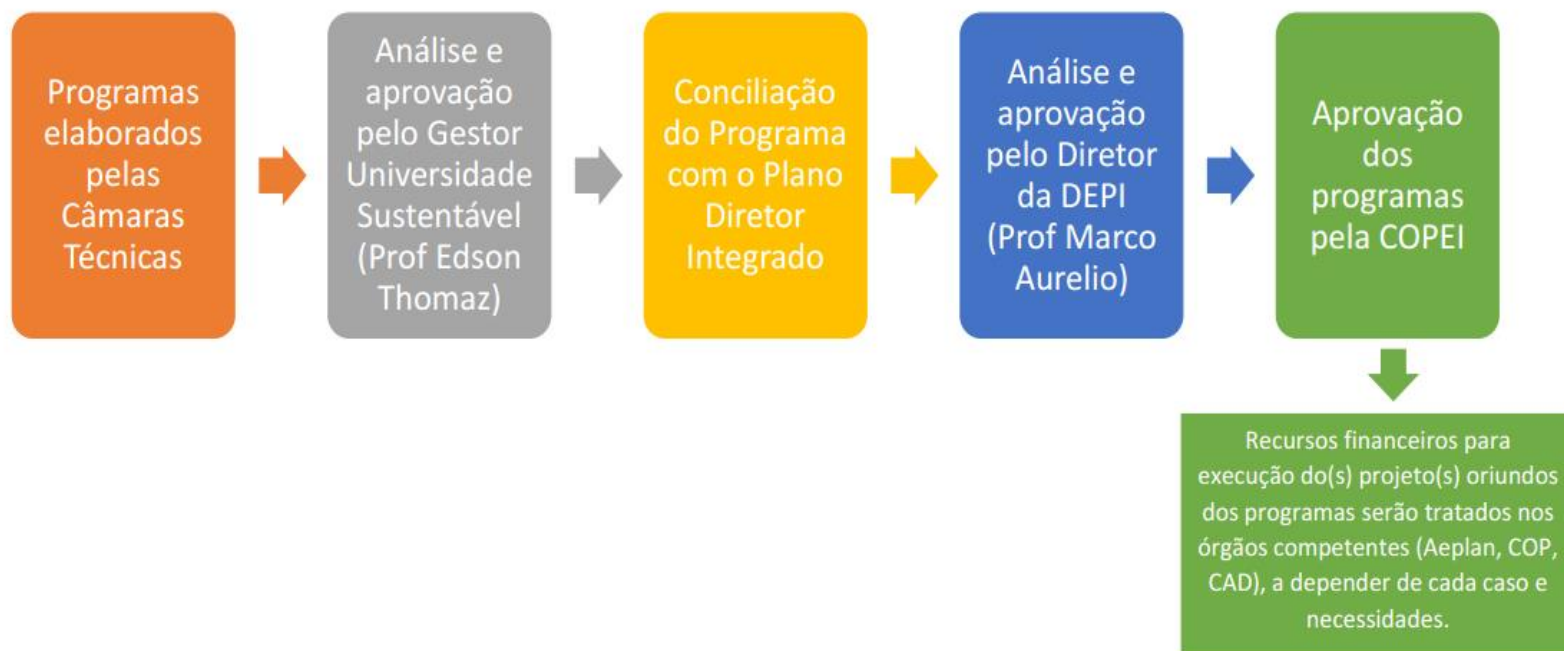 Programas
elaborados
pelas
Câmaras
Técnicas
Análise e
aprovação
pelo Gestor
Universidade
Sustentável
(Prof Edson
Thomaz)
Conciliação
do Programa
com o Plano
Diretor
Integrado
Análise e
aprovação
pelo Diretor
da DEPI
(Prof Marco
Aurelio)
Aprovação
dos
programas
pela COPEI
Recursos financeiros para
execução do(s) projeto(s) oriundos
dos programas serão tratados nos
órgãos competentes (Aeplan, COP,
CAD), a depender de cada caso e
necessidades.